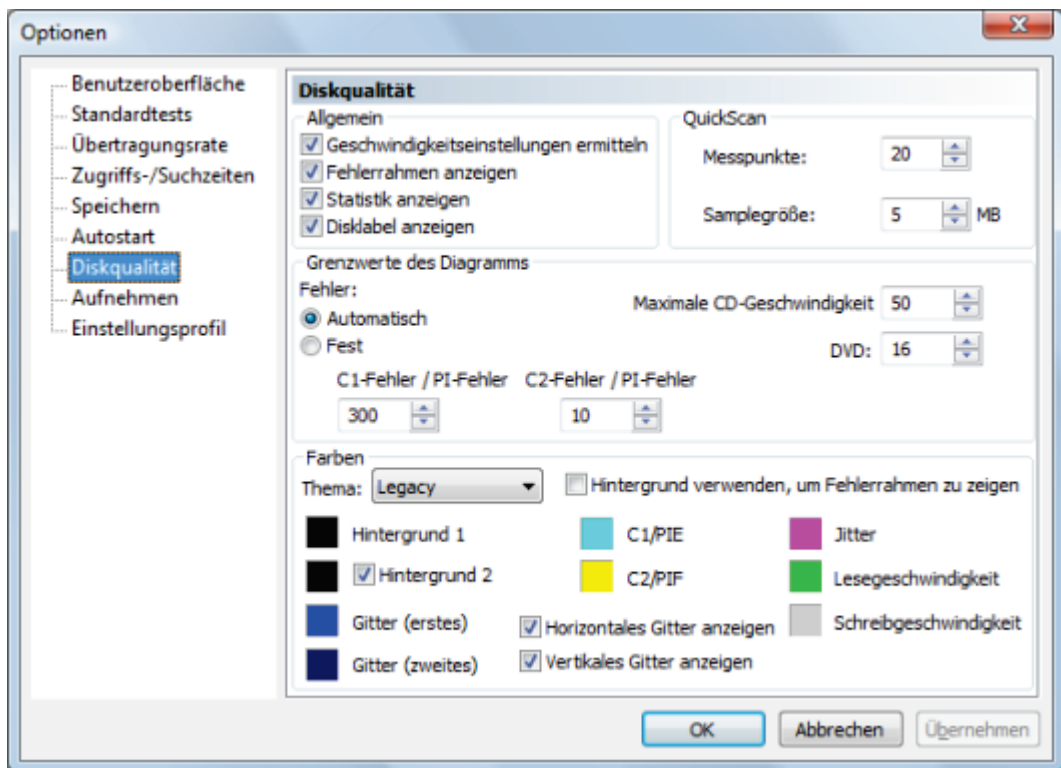 Optionen
Benutzeroberfläche
Standardtests
Übertragungsrate
Zugriffs-/Suchzeiten
Speichern
Autostart
Diskqualität
Aufnehmen
Einstellungsprofil
Diskqualität
Allgemein
Geschwindigkeitseinstellungen ermitteln
Fehlerrahmen anzeigen
Statistik anzeigen
Disklabel anzeigen
QuickScan
Messpunkte: 20
Samplegröße: 5 MB
Grenzwerte des Diagramms
Fehler:
Automatisch
Fest
C1-Fehler / PI-Fehler C2-Fehler / PI-Fehler
300 10
Maximale CD-Geschwindigkeit 50
DVD: 16
Farben
Thema: Legacy Hintergrund verwenden, um Fehlerrahmen zu zeigen
Hintergrund 1 C1/PIE Jitter
Hintergrund 2 C2/PIF Lesegeschwindigkeit
Gitter (erstes) Horizontales Gitter anzeigen Schreibgeschwindigkeit
Gitter (zweites) Vertikales Gitter anzeigen
OK Abbrechen Übernehmen